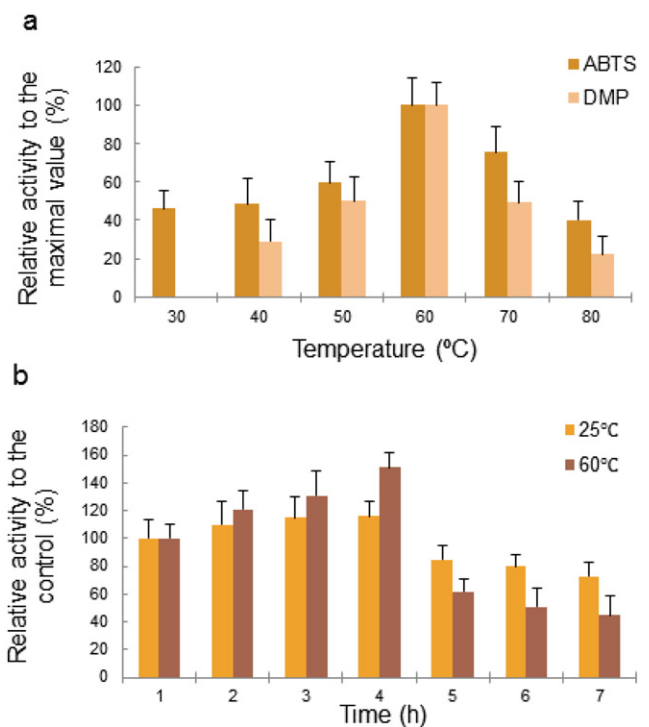 a
ABTS
DMP
Relative activity to the
maximal value (%)
120
100
80
60
40
20
0
30 40 50 60 70 80
Temperature (ºC)
b
25℃
60℃
Relative activity to the
control (%)
180
160
140
120
100
80
60
40
20
0
1 2 3 4 5 6 7
Time (h)